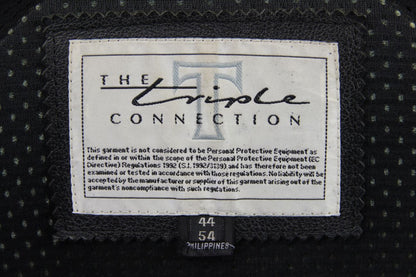 THE
T
triple
CONNECTION
This garment is not considered to be Personal Protective Equipment as
defined in or within the scope of the Personal Protective Equipment (EC
Directive) Regulations 1992 (S.I. 1992/3139) and has therefore not been
examined or tested in accordance with those regulations. No liability will be
accepted by the manufacturer or supplier of this garment arising out of the
garment's noncompliance with such regulations.
44
54
PHILIPPINES